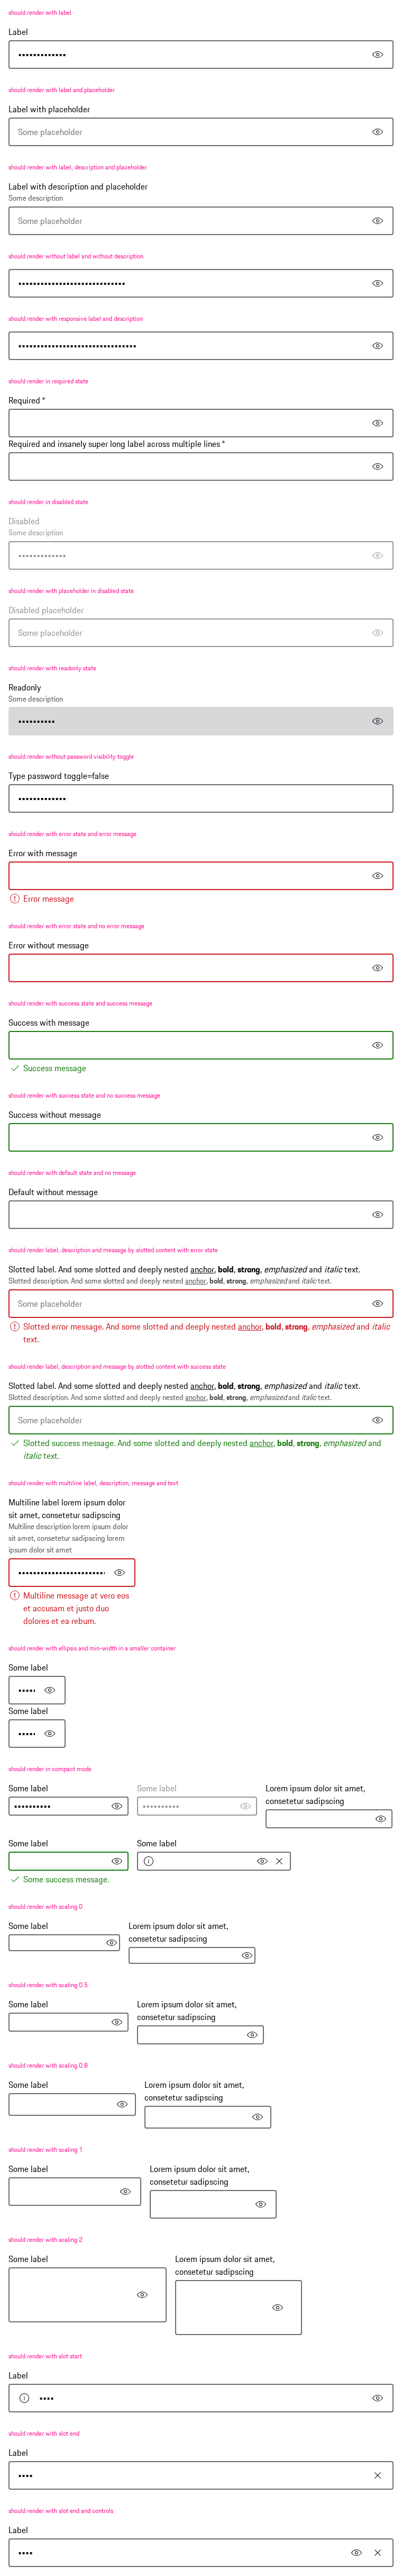 should render with label
Label
•••••••••••••
should render with label and placeholder
Label with placeholder
Some placeholder
should render with label, description and placeholder
Label with description and placeholder
Some description
Some placeholder
should render without label and without description
should render with responsive label and description
should render in required state
Required *
Required and insanely super long label across multiple lines *
should render in disabled state
Disabled
Some description
•••••••••••••
should render with placeholder in disabled state
Disabled placeholder
Some placeholder
should render with readonly state
Readonly
Some description
••••••••••
should render without password visibility toggle
Type password toggle=false
•••••••••••••
should render with error state and error message
Error with message
Error message
should render with error state and no error message
Error without message
should render with success state and success message
Success with message
Success message
should render with success state and no success message
Success without message
should render with default state and no message
Default without message
should render label, description and message by slotted content with error state
Slotted label. And some slotted and deeply nested anchor, bold, strong, emphasized and italic text.
Slotted description. And some slotted and deeply nested anchor, bold, strong, emphasized and italic text.
Some placeholder
Slotted error message. And some slotted and deeply nested anchor, bold, strong, emphasized and italic
text.
should render label, description and message by slotted content with success state
Slotted label. And some slotted and deeply nested anchor, bold, strong, emphasized and italic text.
Slotted description. And some slotted and deeply nested anchor, bold, strong, emphasized and italic text.
Some placeholder
Slotted success message. And some slotted and deeply nested anchor, bold, strong, emphasized and
italic text.
should render with multiline label, description, message and text
Multiline label lorem ipsum dolor
sit amet, consetetur sadipscing
Multiline description lorem ipsum dolor
sit amet, consetetur sadipscing lorem
ipsum dolor sit amet
Multiline message at vero eos
et accusam et justo duo
dolores et ea rebum.
should render with ellipsis and min-width in a smaller container
Some label
Some label
should render in compact mode
Some label
••••••••••
Some label
••••••••••
Lorem ipsum dolor sit amet,
consetetur sadipscing
Some label
Some success message.
Some label
should render with scaling 0
Some label
Lorem ipsum dolor sit amet,
consetetur sadipscing
should render with scaling 0.5
Some label
Lorem ipsum dolor sit amet,
consetetur sadipscing
should render with scaling 0.8
Some label
Lorem ipsum dolor sit amet,
consetetur sadipscing
should render with scaling 1
Some label
Lorem ipsum dolor sit amet,
consetetur sadipscing
should render with scaling 2
Some label
Lorem ipsum dolor sit amet,
consetetur sadipscing
should render with slot start
Label
••••
should render with slot end
Label
••••
should render with slot end and controls
Label
••••